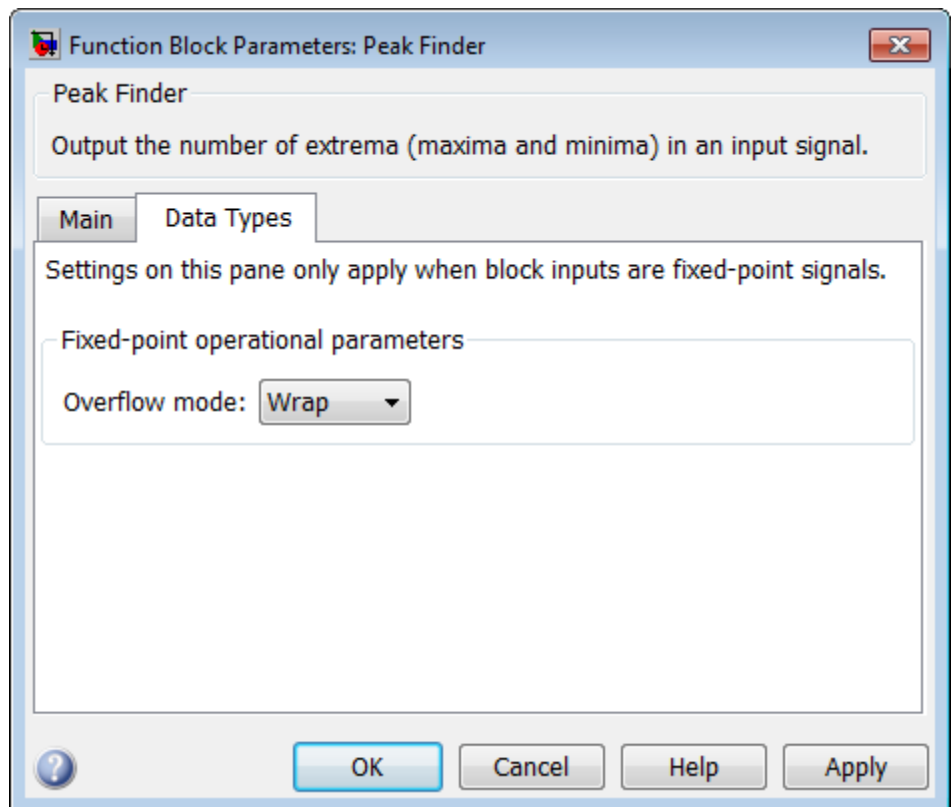 Function Block Parameters: Peak Finder
Peak Finder
Output the number of extrema (maxima and minima) in an input signal.
Main Data Types
Settings on this pane only apply when block inputs are fixed-point signals.
Fixed-point operational parameters
Overflow mode: Wrap
? OK Cancel Help Apply